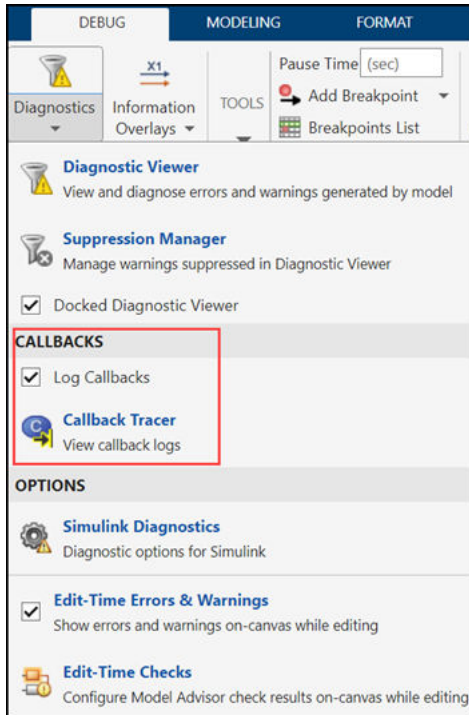 DEBUG MODELING FORMAT
X1
Pause Time (sec)
Diagnostics Information Overlays TOOLS Add Breakpoint
Breakpoints List
Diagnostic Viewer
View and diagnose errors and warnings generated by model
Suppression Manager
Manage warnings suppressed in Diagnostic Viewer
Docked Diagnostic Viewer
CALLBACKS
Log Callbacks
C
Callback Tracer
View callback logs
OPTIONS
Simulink Diagnostics
Diagnostic options for Simulink
Edit-Time Errors & Warnings
Show errors and warnings on-canvas while editing
Edit-Time Checks
Configure Model Advisor check results on-canvas while editing